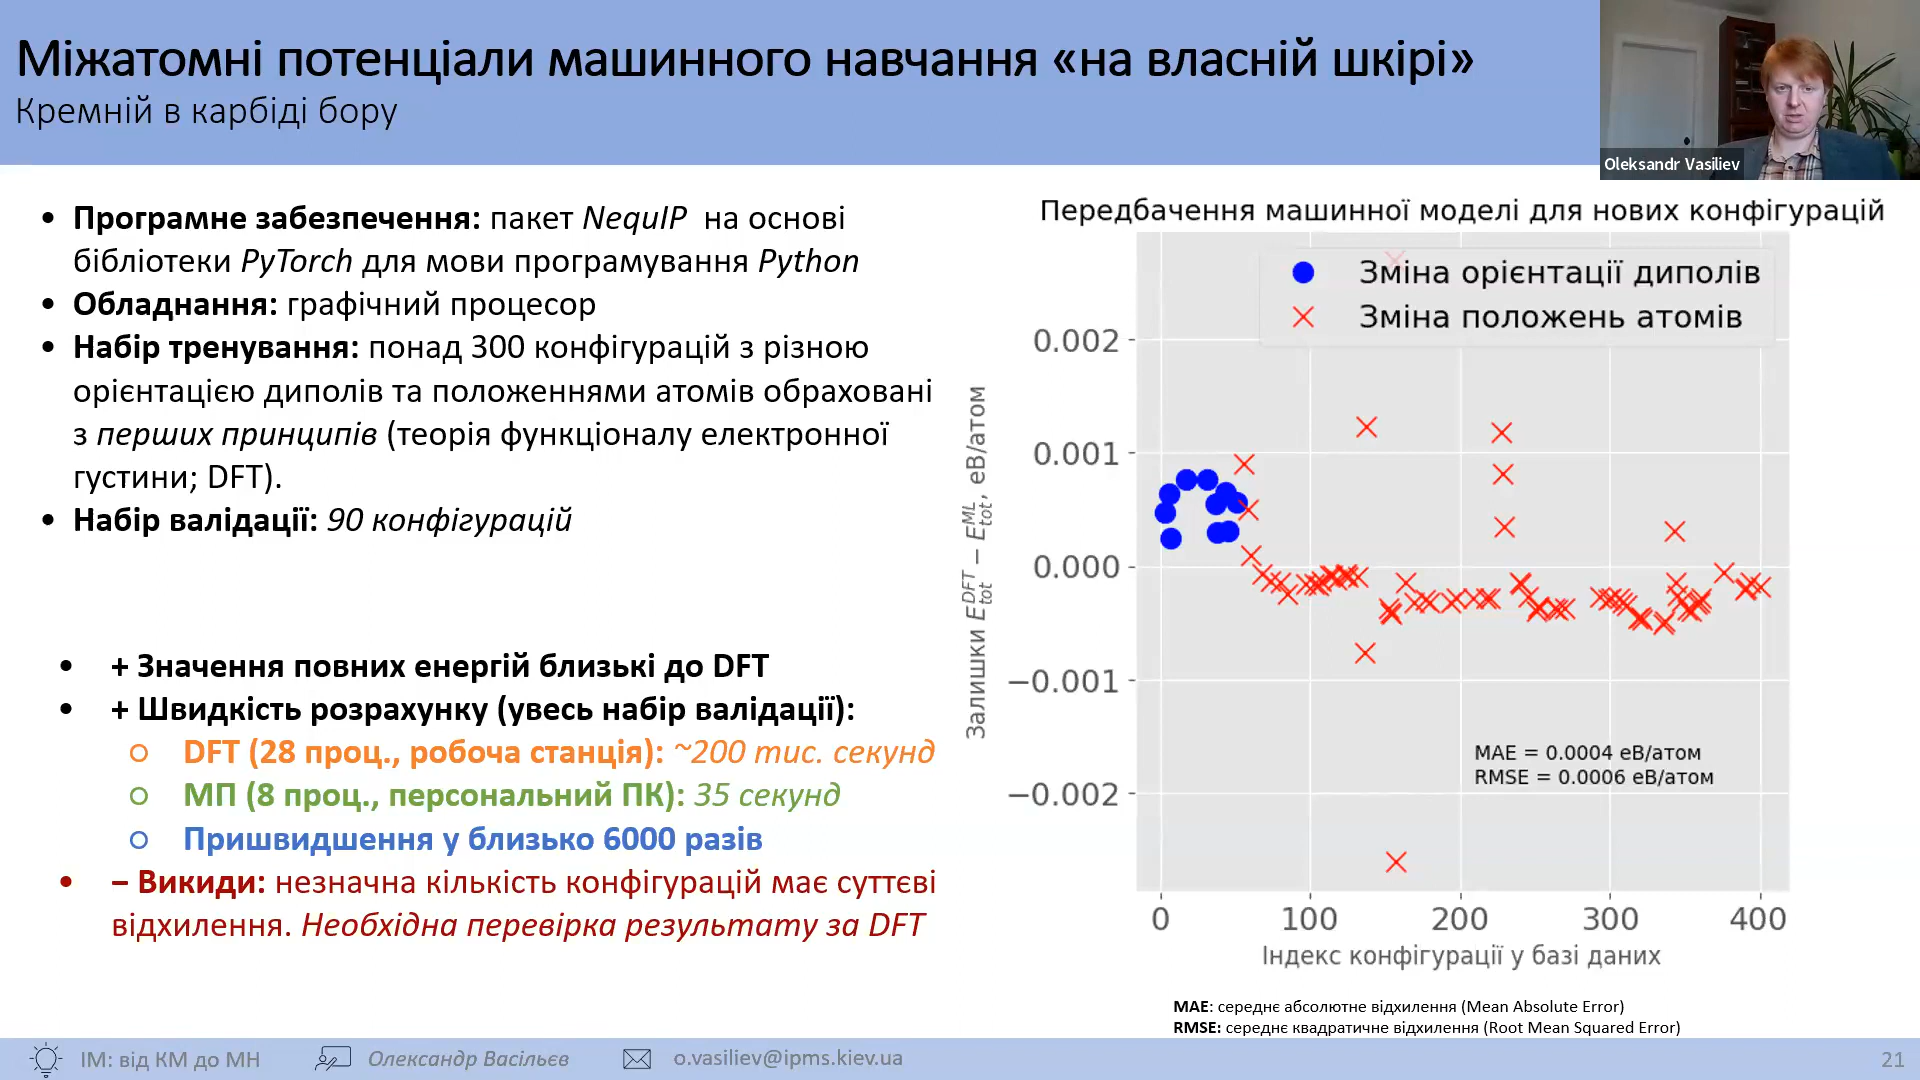 Міжатомні потенціали машинного навчання «на власній шкірі»
Кремній в карбіді бору
Oleksandr Vasiliev
• Програмне забезпечення: пакет NequIP на основі
бібліотеки PyTorch для мови програмування Python
• Обладнання: графічний процесор
• Набір тренування: понад 300 конфігурацій з різною
орієнтацією диполів та положеннями атомів обраховані
з перших принципів (теорія функціоналу електронної
густини; DFT).
• Набір валідації: 90 конфігурацій
• + Значення повних енергій близькі до DFT
• + Швидкість розрахунку (увесь набір валідації):
○ DFT (28 проц., робоча станція): ~200 тис. секунд
○ МП (8 проц., персональний ПК): 35 секунд
○ Пришвидшення у близько 6000 разів
• – Викиди: незначна кількість конфігурацій має суттєві
відхилення. Необхідна перевірка результату за DFT
Передбачення машинної моделі для нових конфігурацій
Зміна орієнтації диполів
Зміна положень атомів
0.002
0.001
0.000
−0.001
−0.002
Залишки E_tot^DFT − E_tot^ML, еВ/атом
MAE = 0.0004 еВ/атом
RMSE = 0.0006 еВ/атом
0 100 200 300 400
Індекс конфігурації у базі даних
MAE: середнє абсолютне відхилення (Mean Absolute Error)
RMSE: середнє квадратичне відхилення (Root Mean Squared Error)
ІМ: від КМ до МН
Олександр Васільєв
o.vasiliev@ipms.kiev.ua
21